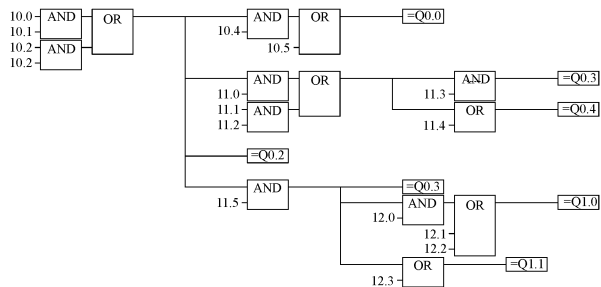 10.0 AND OR AND OR =Q0.0
10.1
10.4
10.2 AND
10.5
10.2
AND OR AND =Q0.3
11.0
11.3
11.1 AND OR =Q0.4
11.2
11.4
=Q0.2
AND =Q0.3
11.5
AND OR =Q1.0
12.0
12.1
12.2
OR =Q1.1
12.3